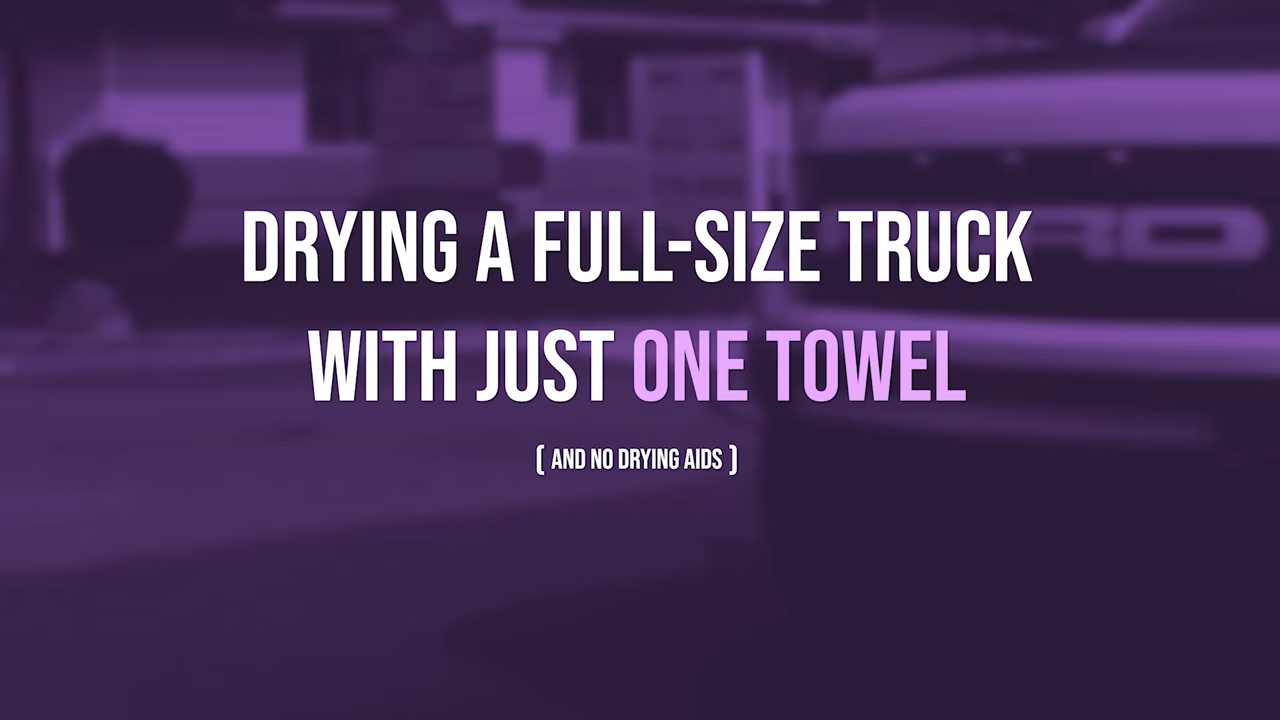 DRYING A FULL-SIZE TRUCK
WITH JUST ONE TOWEL
( AND NO DRYING AIDS )